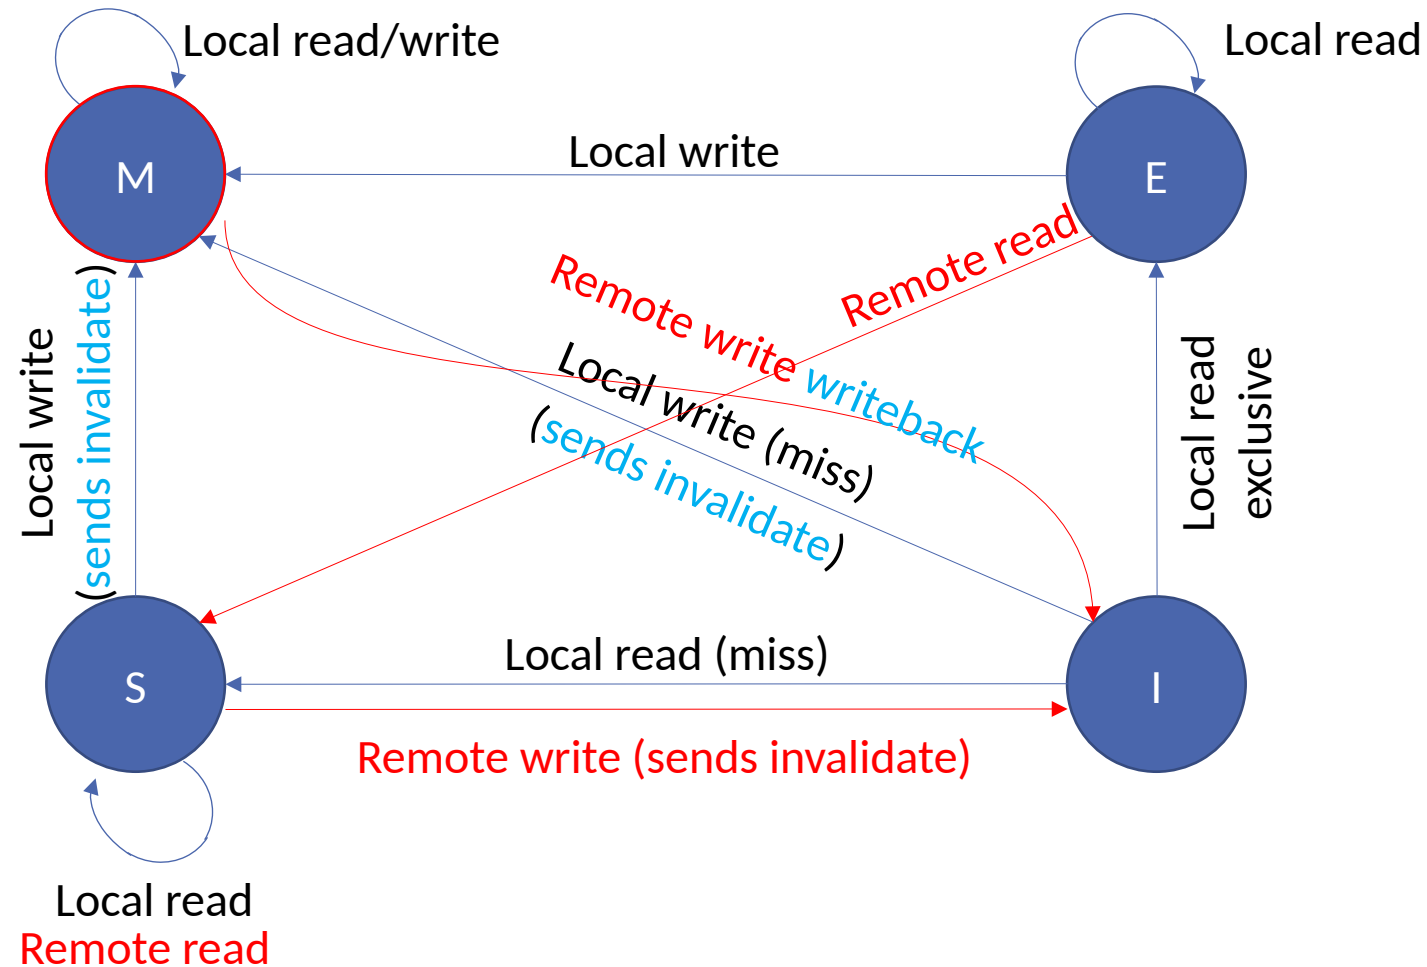 Local read/write
Local read
M
Local write
E
Remote read
Remote write writeback
Local write (miss)
(sends invalidate)
Local write
(sends invalidate)
Local read
exclusive
S
Local read (miss)
I
Remote write (sends invalidate)
Local read
Remote read